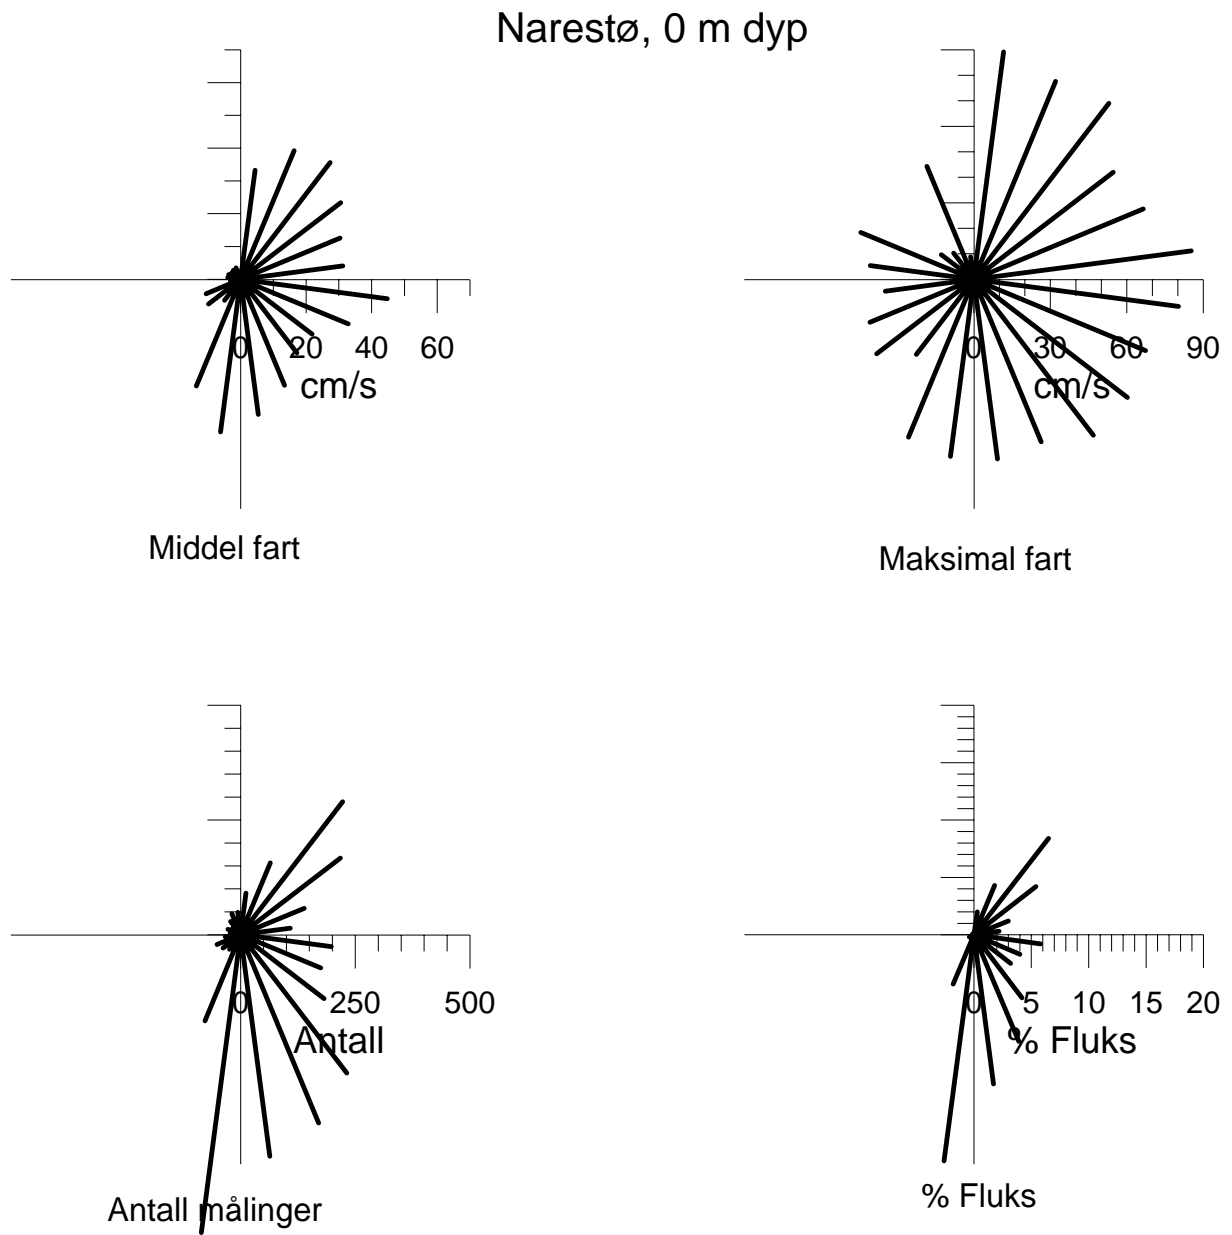 Narestø, 0 m dyp
0 20 40 60
cm/s
Middel fart
0 30 60 90
cm/s
Maksimal fart
0 250 500
Antall
Antall målinger
0 5 10 15 20
% Fluks
% Fluks